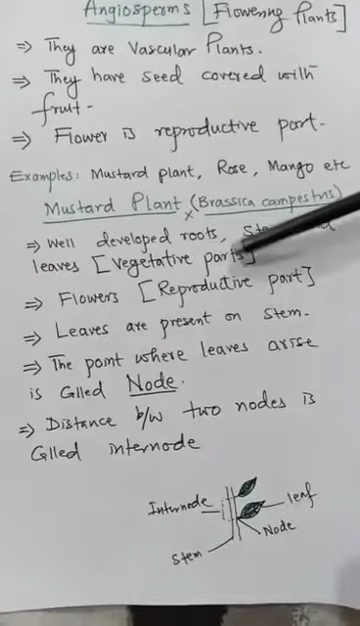 Angiosperms [Flowering Plants]
⇒ They are Vascular Plants.
⇒ They have seed covered with
fruit-
⇒ Flower is reproductive part-
Examples: Mustard plant, Rose, Mango etc
Mustard Plant (Brassica campestris)
⇒ Well developed roots,
leaves [Vegetative parts]
⇒ Flowers [Reproductive part]
⇒ Leaves are present on stem.
⇒ The point where leaves arise
is Called Node.
⇒ Distance b/w two nodes is
Called internode
Internode
leaf
Node
Stem